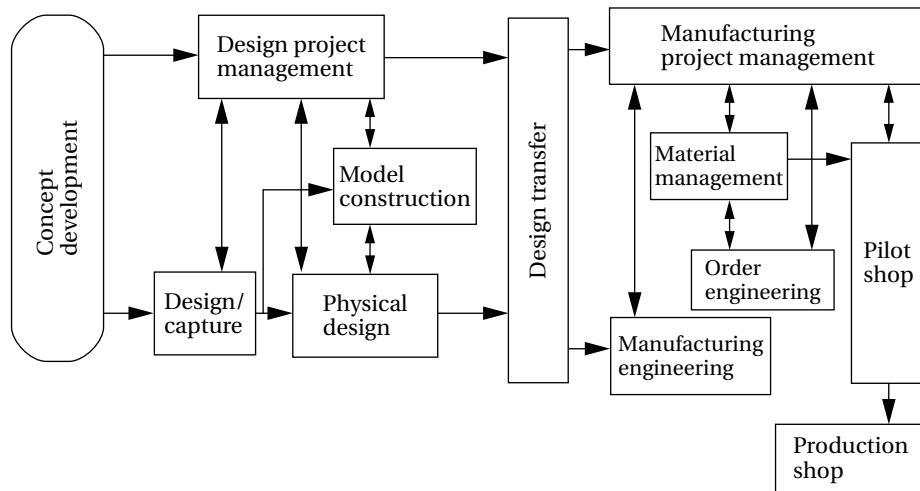 Concept
development
Design project
management
Model
construction
Design/
capture
Physical
design
Design transfer
Manufacturing
project management
Material
management
Order
engineering
Manufacturing
engineering
Pilot
shop
Production
shop